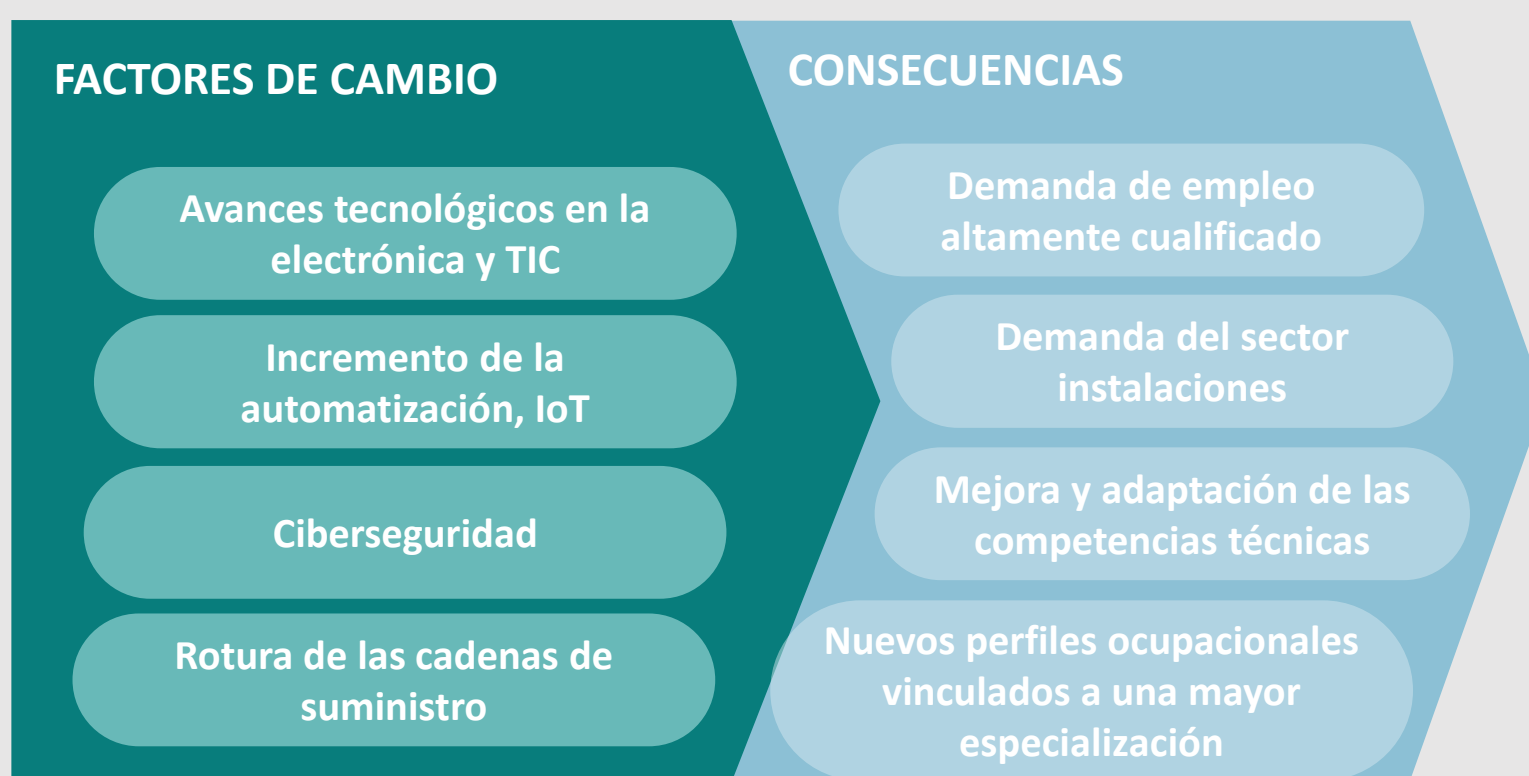 FACTORES DE CAMBIO
Avances tecnológicos en la
electrónica y TIC
Incremento de la
automatización, IoT
Ciberseguridad
Rotura de las cadenas de
suministro
CONSECUENCIAS
Demanda de empleo
altamente cualificado
Demanda del sector
instalaciones
Mejora y adaptación de las
competencias técnicas
Nuevos perfiles ocupacionales
vinculados a una mayor
especialización